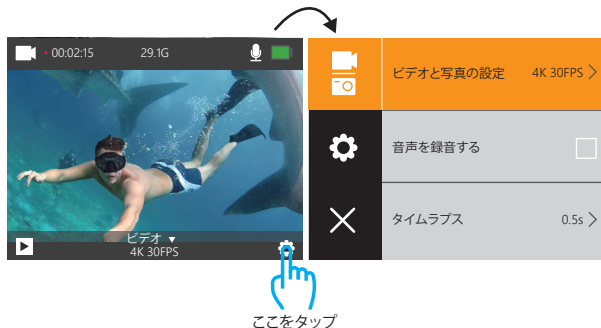 00:02:15 29.1G
ビデオ ▼
4K 30FPS
ここをタップ
ビデオと写真の設定 4K 30FPS >
音声を録音する
タイムラプス 0.5s >